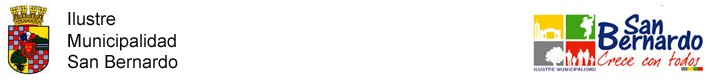 Ilustre
Municipalidad
San Bernardo
San
Bernardo
Crece con todos
ILUSTRE MUNICIPALIDAD